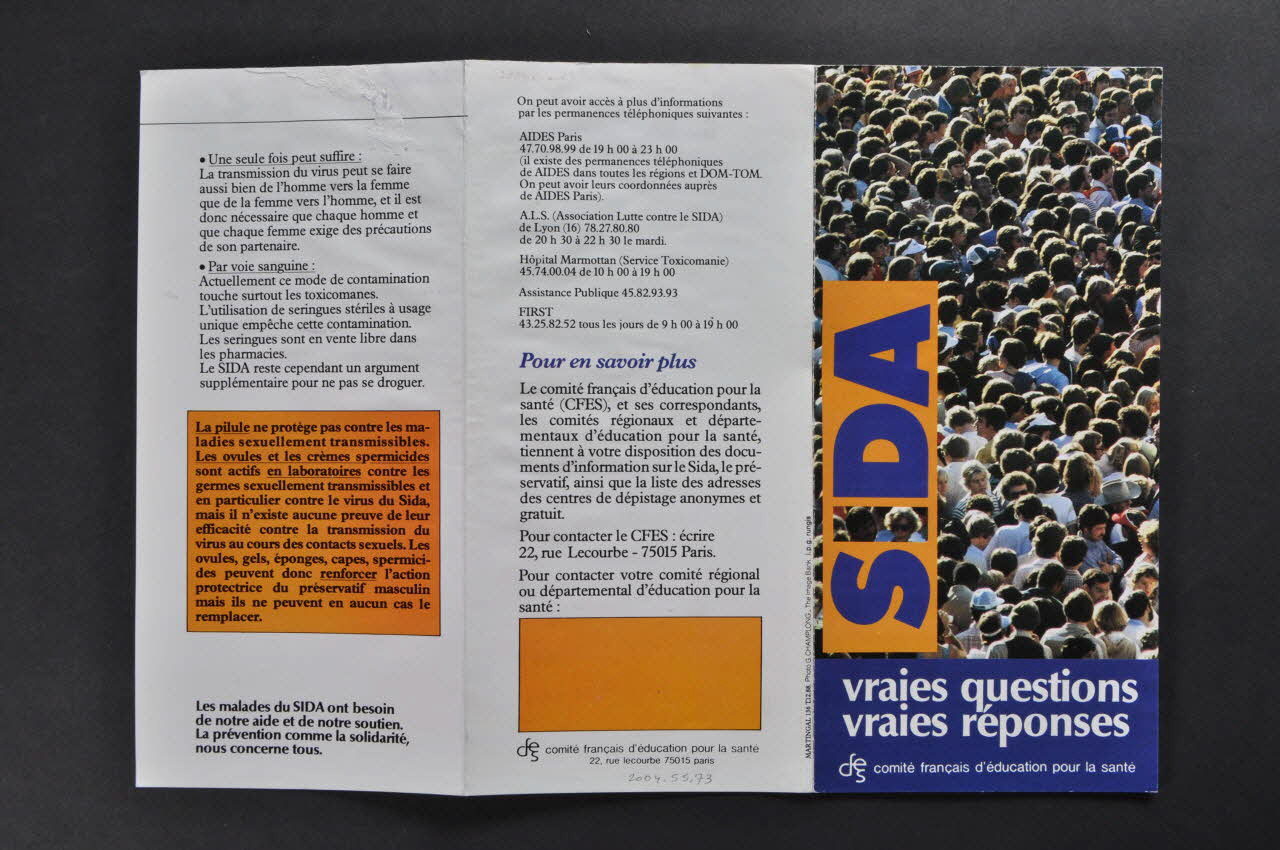 • Une seule fois peut suffire :
La transmission du virus peut se faire
aussi bien de l'homme vers la femme
que de la femme vers l'homme, et il est
donc nécessaire que chaque homme et
que chaque femme exige des précautions
de son partenaire.
• Par voie sanguine :
Actuellement ce mode de contamination
touche surtout les toxicomanes.
L'utilisation de seringues stériles à usage
unique empêche cette contamination.
Les seringues sont en vente libre dans
les pharmacies.
Le SIDA reste cependant un argument
supplémentaire pour ne pas se droguer.
La pilule ne protège pas contre les ma-
ladies sexuellement transmissibles.
Les ovules et les crèmes spermicides
sont actifs en laboratoires contre les
germes sexuellement transmissibles et
en particulier contre le virus du Sida,
mais il n'existe aucune preuve de leur
efficacité contre la transmission du
virus au cours des contacts sexuels. Les
ovules, gels, éponges, capes, spermici-
des peuvent donc renforcer l'action
protectrice du préservatif masculin
mais ils ne peuvent en aucun cas le
remplacer.
Les malades du SIDA ont besoin
de notre aide et de notre soutien.
La prévention comme la solidarité,
nous concerne tous.
On peut avoir accès à plus d'informations
par les permanences téléphoniques suivantes :
AIDES Paris
47.70.98.99 de 19 h 00 à 23 h 00
(il existe des permanences téléphoniques
de AIDES dans toutes les régions et DOM-TOM.
On peut avoir leurs coordonnées auprès
de AIDES Paris).
A.L.S. (Association Lutte contre le SIDA)
de Lyon (16) 78.27.80.80
de 20 h 30 à 22 h 30 le mardi.
Hôpital Marmottan (Service Toxicomanie)
45.74.00.04 de 10 h 00 à 19 h 00
Assistance Publique 45.82.93.93
FIRST
43.25.82.52 tous les jours de 9 h 00 à 19 h 00
Pour en savoir plus
Le comité français d'éducation pour la
santé (CFES), et ses correspondants,
les comités régionaux et départe-
mentaux d'éducation pour la santé,
tiennent à votre disposition des docu-
ments d'information sur le Sida, le pré-
servatif, ainsi que la liste des adresses
des centres de dépistage anonymes et
gratuit.
Pour contacter le CFES : écrire
22, rue Lecourbe - 75015 Paris.
Pour contacter votre comité régional
ou départemental d'éducation pour la
santé :
cfes comité français d'éducation pour la santé
22, rue lecourbe 75015 paris
2004.55.73
MARTINGAL 136 T.12.88. Photo G. CHAMPLONG - The Image Bank i.p.g. rungis
SIDA
vraies questions
vraies réponses
cfes comité français d'éducation pour la santé